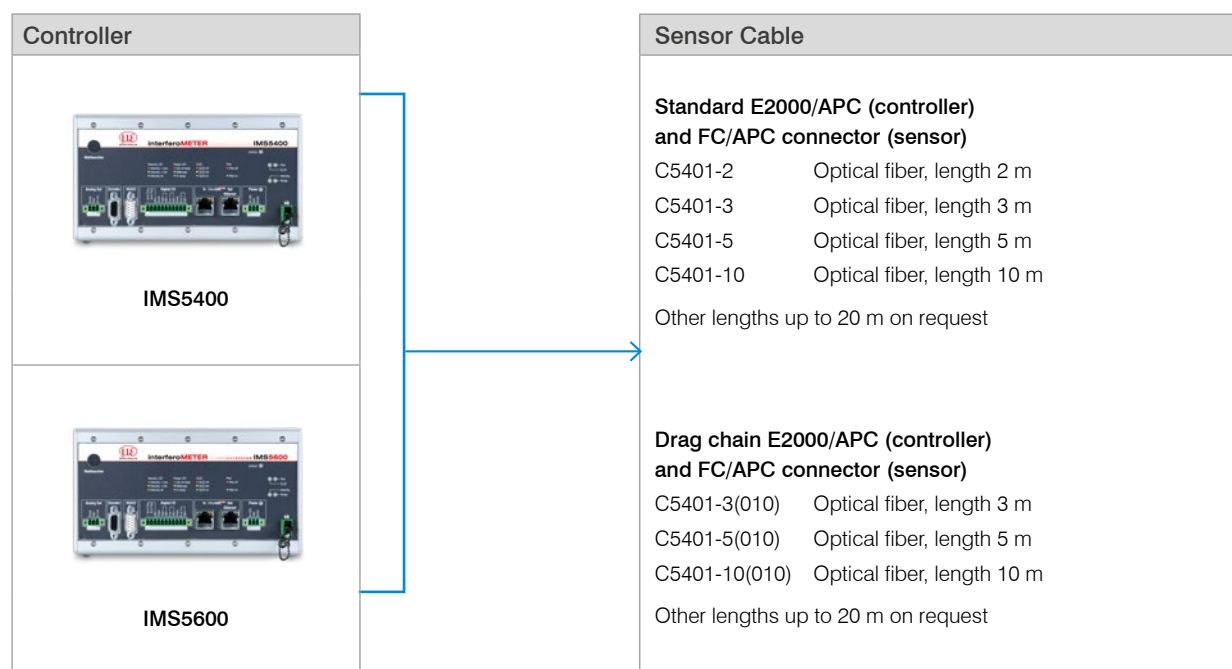 Controller
interferoMETER IMS5400
IMS5400
interferoMETER IMS5600
IMS5600
Sensor Cable
Standard E2000/APC (controller)
and FC/APC connector (sensor)
C5401-2 Optical fiber, length 2 m
C5401-3 Optical fiber, length 3 m
C5401-5 Optical fiber, length 5 m
C5401-10 Optical fiber, length 10 m
Other lengths up to 20 m on request
Drag chain E2000/APC (controller)
and FC/APC connector (sensor)
C5401-3(010) Optical fiber, length 3 m
C5401-5(010) Optical fiber, length 5 m
C5401-10(010) Optical fiber, length 10 m
Other lengths up to 20 m on request